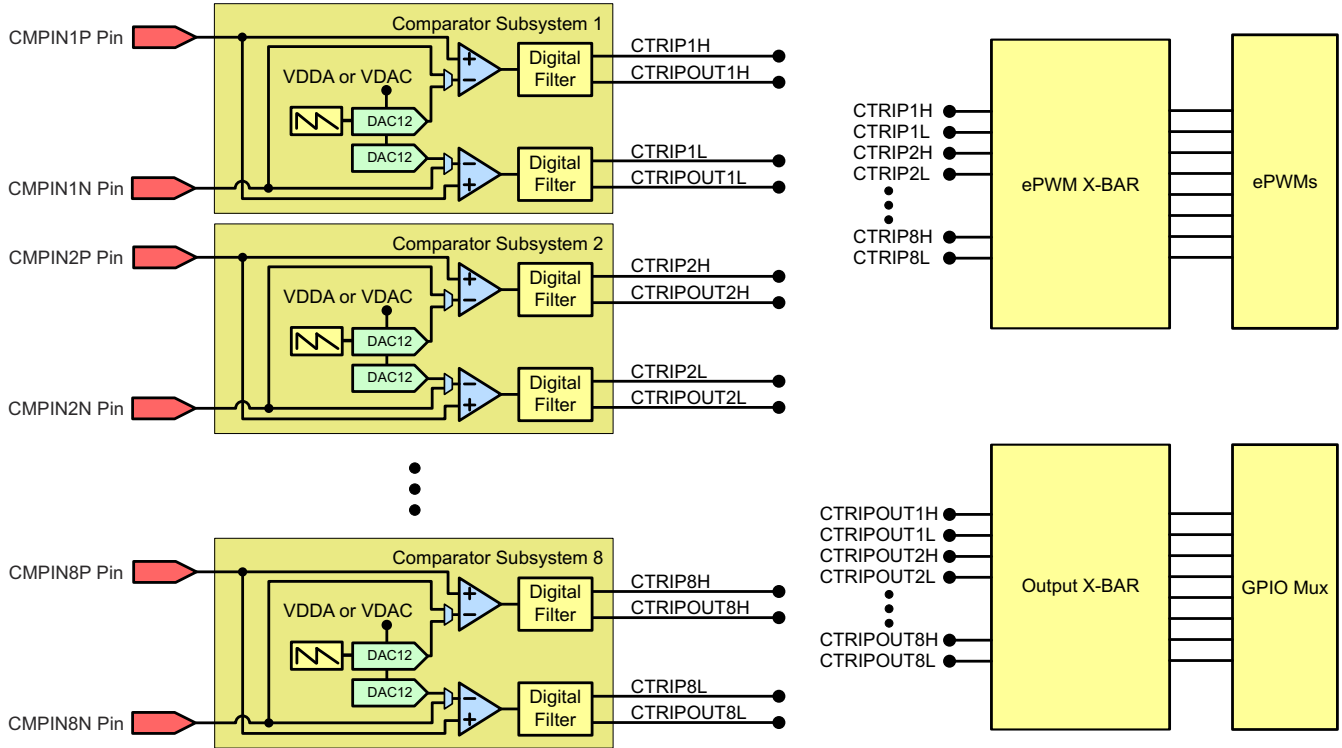 Comparator Subsystem 1
CMPIN1P Pin
VDDA or VDAC
DAC12
DAC12
Digital
Filter
CTRIP1H
CTRIPOUT1H
Digital
Filter
CTRIP1L
CTRIPOUT1L
CMPIN1N Pin
Comparator Subsystem 2
CMPIN2P Pin
VDDA or VDAC
DAC12
DAC12
Digital
Filter
CTRIP2H
CTRIPOUT2H
Digital
Filter
CTRIP2L
CTRIPOUT2L
CMPIN2N Pin
Comparator Subsystem 8
CMPIN8P Pin
VDDA or VDAC
DAC12
DAC12
Digital
Filter
CTRIP8H
CTRIPOUT8H
Digital
Filter
CTRIP8L
CTRIPOUT8L
CMPIN8N Pin
CTRIP1H
CTRIP1L
CTRIP2H
CTRIP2L
CTRIP8H
CTRIP8L
ePWM X-BAR
ePWMs
CTRIPOUT1H
CTRIPOUT1L
CTRIPOUT2H
CTRIPOUT2L
CTRIPOUT8H
CTRIPOUT8L
Output X-BAR
GPIO Mux